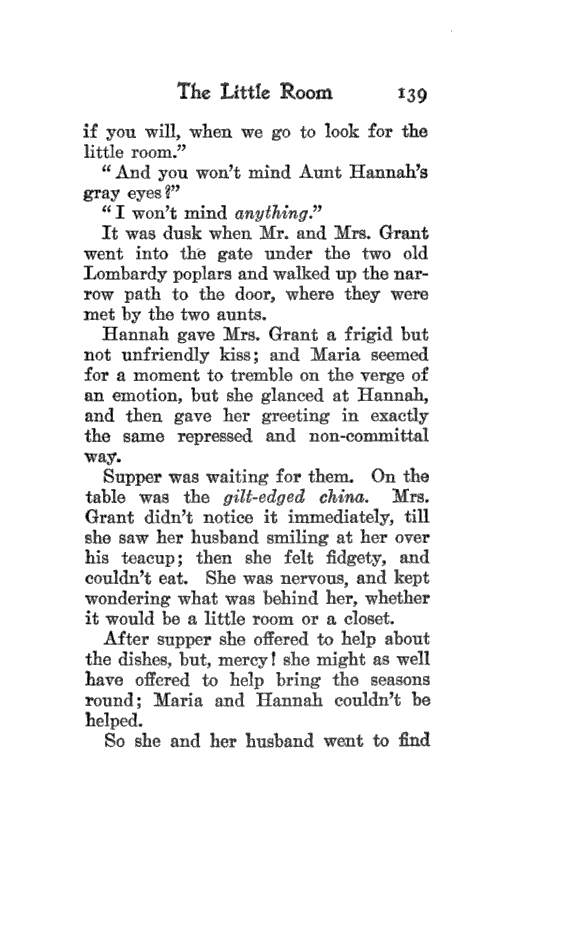 The Little Room 139
if you will, when we go to look for the
little room.”
“And you won’t mind Aunt Hannah’s
gray eyes?”
“I won’t mind anything.”
It was dusk when Mr. and Mrs. Grant
went into the gate under the two old
Lombardy poplars and walked up the nar-
row path to the door, where they were
met by the two aunts.
Hannah gave Mrs. Grant a frigid but
not unfriendly kiss; and Maria seemed
for a moment to tremble on the verge of
an emotion, but she glanced at Hannah,
and then gave her greeting in exactly
the same repressed and non-committal
way.
Supper was waiting for them. On the
table was the gilt-edged china. Mrs.
Grant didn’t notice it immediately, till
she saw her husband smiling at her over
his teacup; then she felt fidgety, and
couldn’t eat. She was nervous, and kept
wondering what was behind her, whether
it would be a little room or a closet.
After supper she offered to help about
the dishes, but, mercy! she might as well
have offered to help bring the seasons
round; Maria and Hannah couldn’t be
helped.
So she and her husband went to find